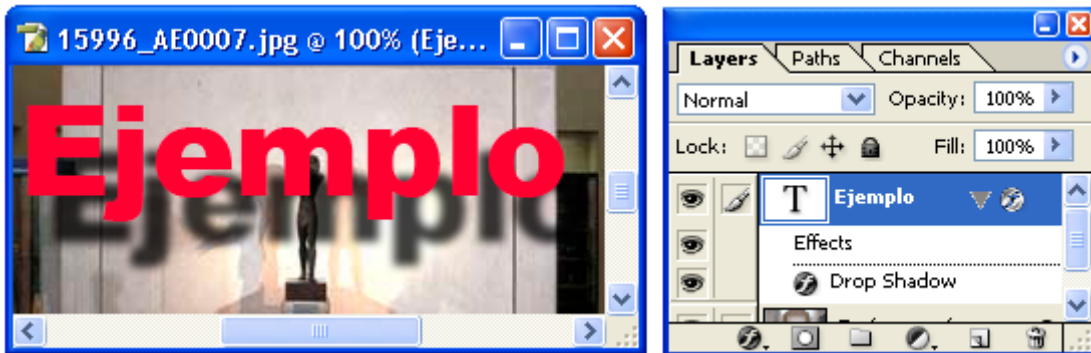 15996_AE0007.jpg @ 100% (Eje...
Ejemplo
Ejemplo
Layers Paths Channels
Normal Opacity: 100%
Lock: Fill: 100%
T Ejemplo
Effects
Drop Shadow